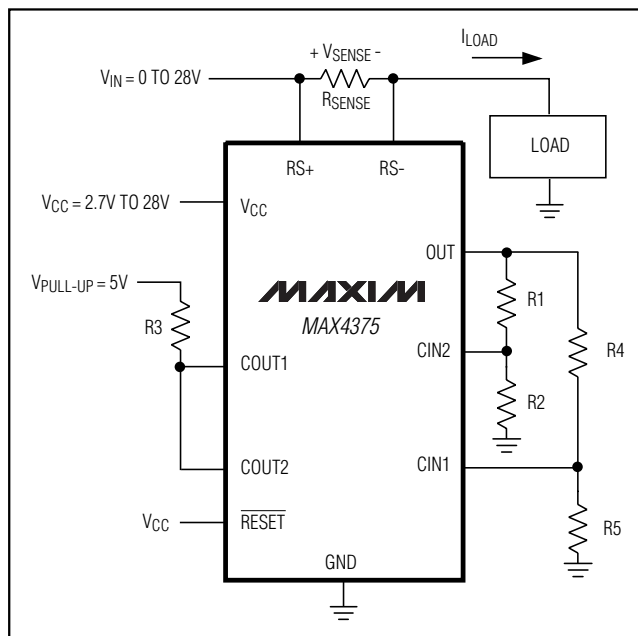 + VSENSE -
ILOAD
VIN = 0 TO 28V
RSENSE
LOAD
RS+ RS-
VCC = 2.7V TO 28V
VCC
OUT
VPULL-UP = 5V
MAXIM
R1
MAX4375
R3
R4
COUT1
CIN2
R2
COUT2
CIN1
VCC
RESET
R5
GND